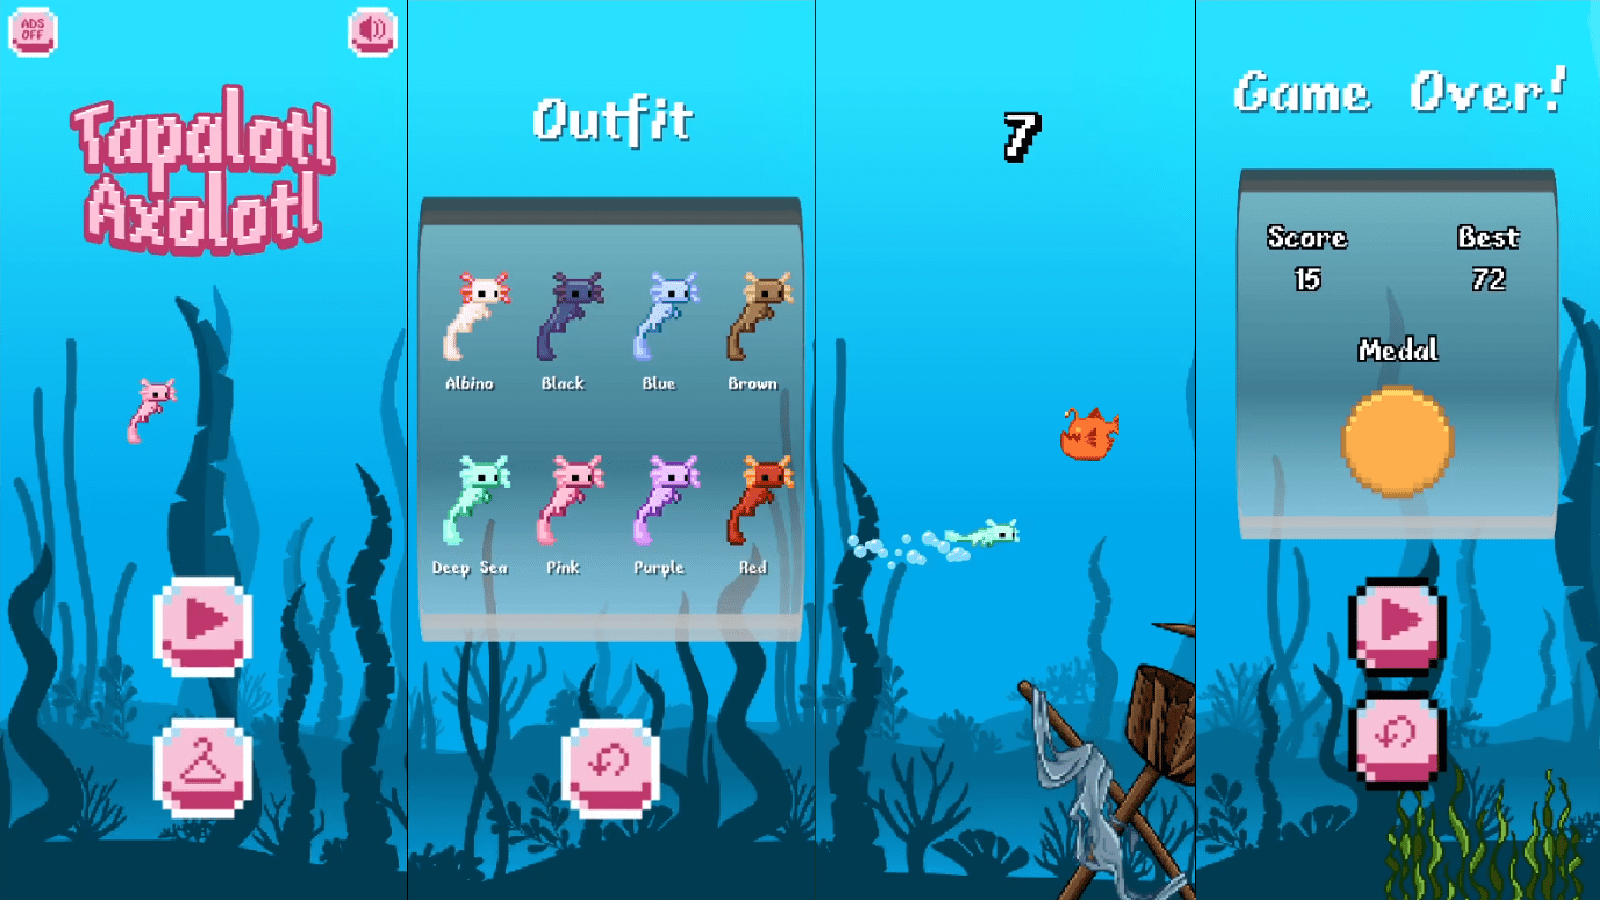 ADS
OFF
Tapalotl
Axolotl
Outfit
Albino Black Blue Brown
Deep Sea Pink Purple Red
7
Game Over!
Score Best
15 72
Medal